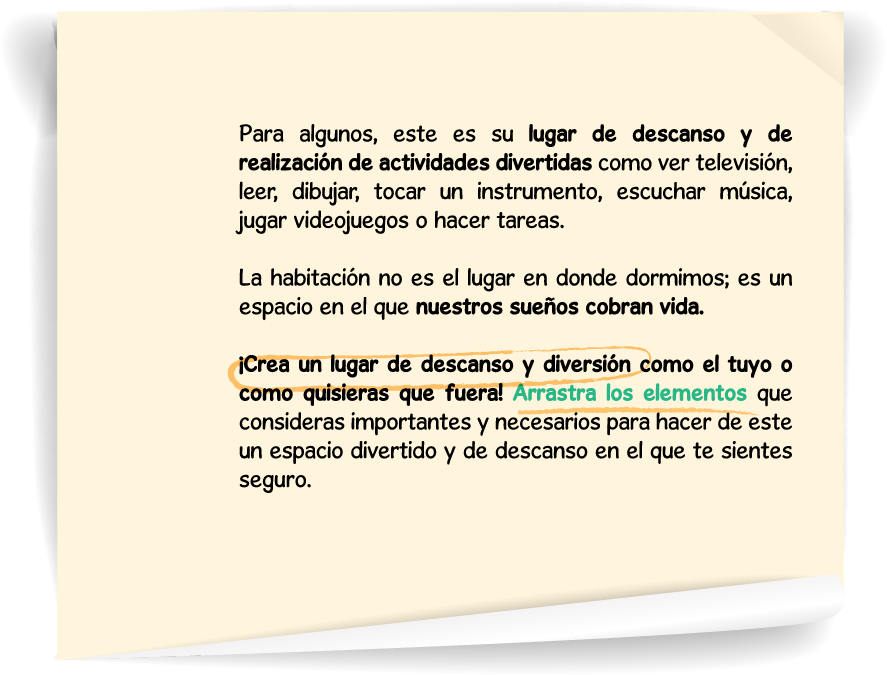 Para algunos, este es su lugar de descanso y de
realización de actividades divertidas como ver televisión,
leer, dibujar, tocar un instrumento, escuchar música,
jugar videojuegos o hacer tareas.
La habitación no es el lugar en donde dormimos; es un
espacio en el que nuestros sueños cobran vida.
¡Crea un lugar de descanso y diversión como el tuyo o
como quisieras que fuera! Arrastra los elementos que
consideras importantes y necesarios para hacer de este
un espacio divertido y de descanso en el que te sientes
seguro.